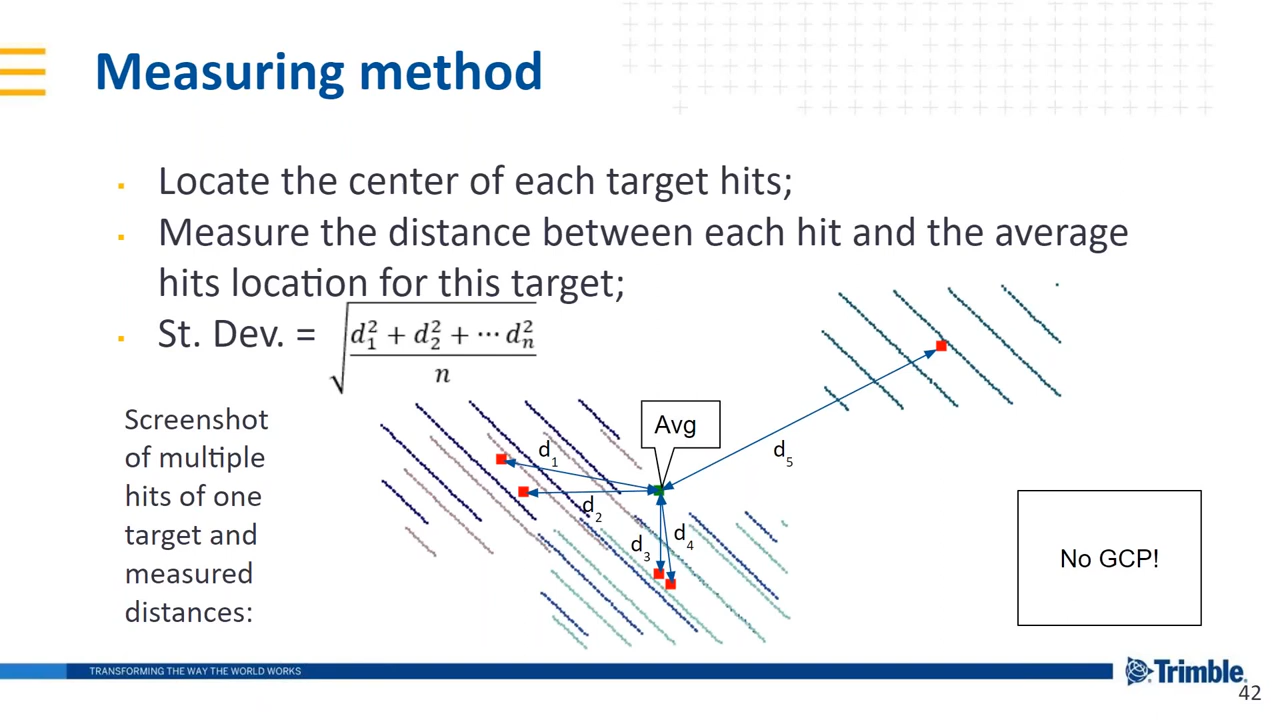 Measuring method
▪ Locate the center of each target hits;
▪ Measure the distance between each hit and the average
hits location for this target;
▪ St. Dev. = √((d₁² + d₂² + ⋯ dₙ²) / n)
Screenshot
of multiple
hits of one
target and
measured
distances:
Avg
d₁
d₂
d₃
d₄
d₅
No GCP!
TRANSFORMING THE WAY THE WORLD WORKS
Trimble.
42